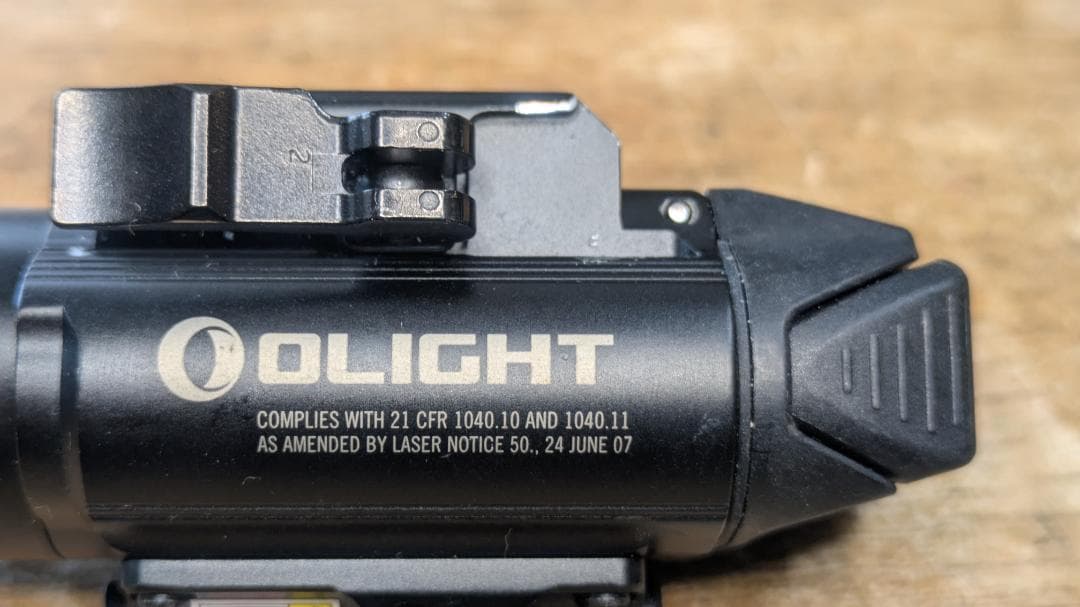 2
OLIGHT
COMPLIES WITH 21 CFR 1040.10 AND 1040.11
AS AMENDED BY LASER NOTICE 50., 24 JUNE 07